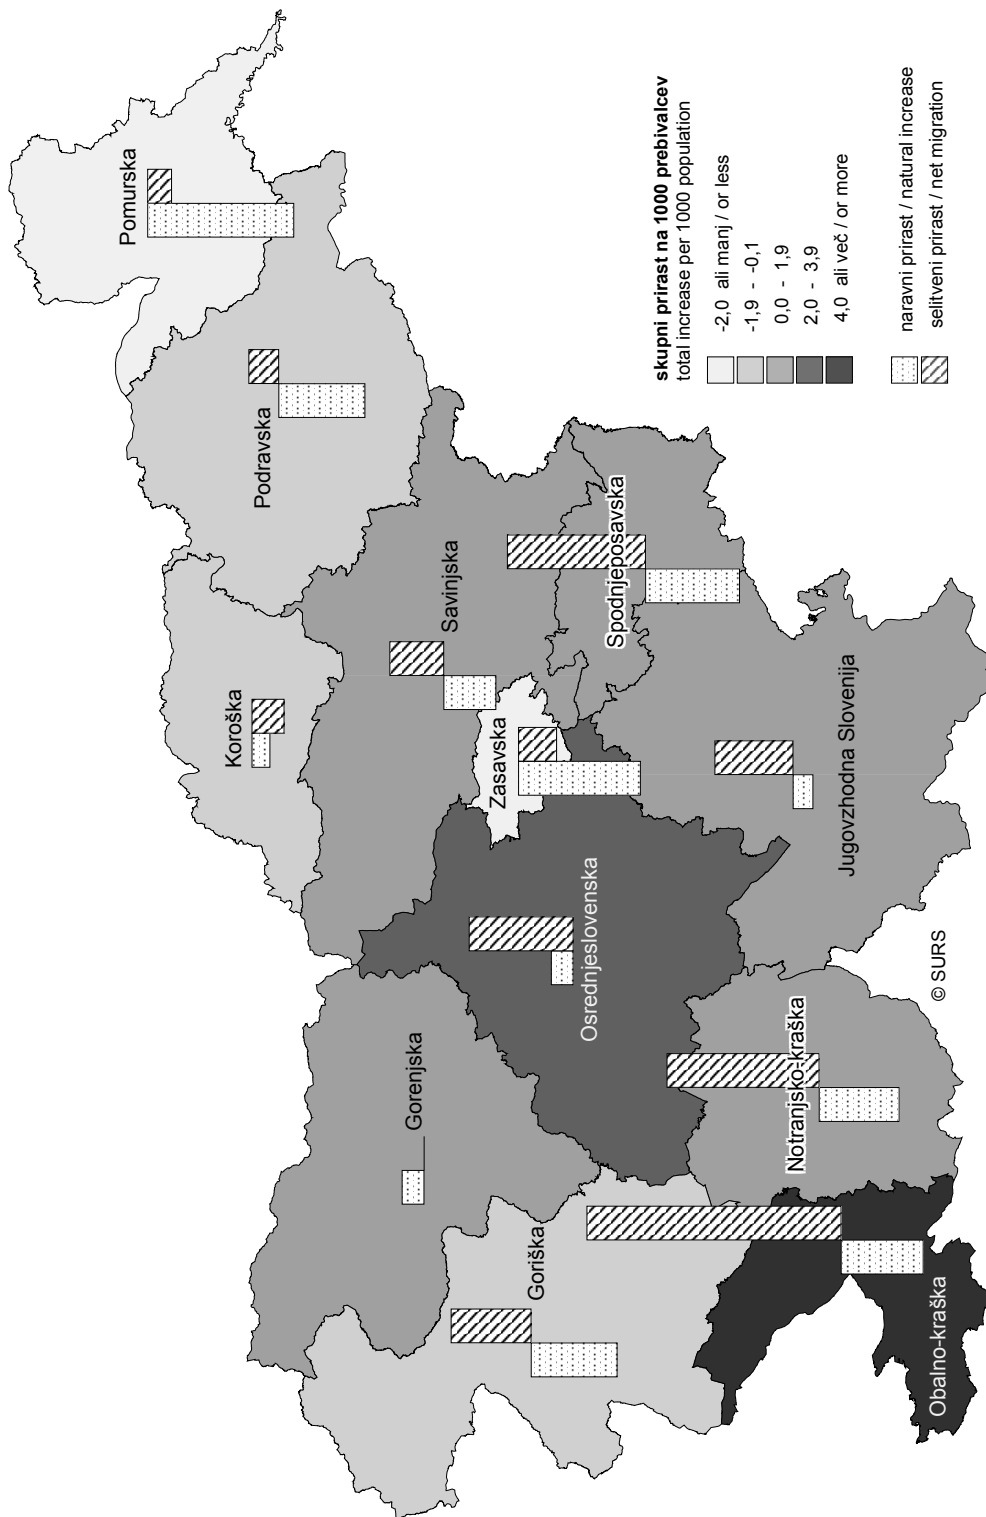 Pomurska
Podravska
Koroška
Savinjska
Spodnjeposavska
Zasavska
Jugovzhodna Slovenija
Osrednjeslovenska
Gorenjska
Notranjsko-kraška
Goriška
Obalno-kraška
© SURS
skupni prirast na 1000 prebivalcev
total increase per 1000 population
-2,0 ali manj / or less
-1,9 - -0,1
0,0 - 1,9
2,0 - 3,9
4,0 ali več / or more
naravni prirast / natural increase
selitveni prirast / net migration